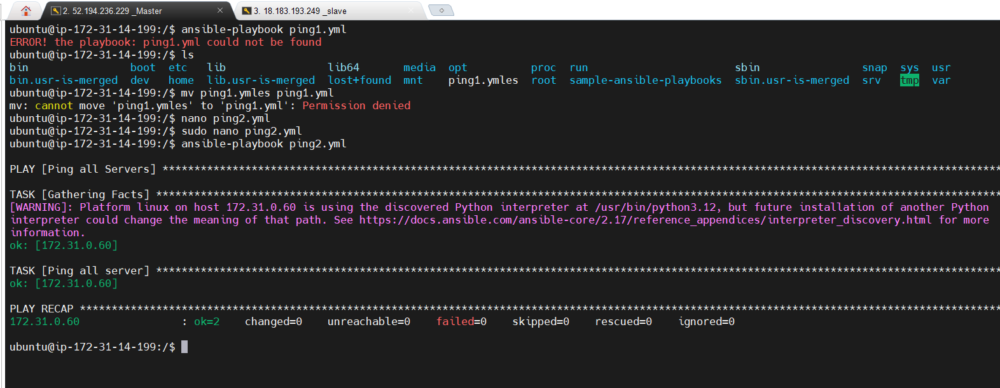 2. 52.194.236.229 _Master
3. 18.183.193.249 _slave
ubuntu@ip-172-31-14-199:/$ ansible-playbook ping1.yml
ERROR! the playbook: ping1.yml could not be found
ubuntu@ip-172-31-14-199:/$ ls
bin boot etc lib lib64 media opt proc run sbin snap sys usr
bin.usr-is-merged dev home lib.usr-is-merged lost+found mnt ping1.ymles root sample-ansible-playbooks sbin.usr-is-merged srv tmp var
ubuntu@ip-172-31-14-199:/$ mv ping1.ymles ping1.yml
mv: cannot move 'ping1.ymles' to 'ping1.yml': Permission denied
ubuntu@ip-172-31-14-199:/$ nano ping2.yml
ubuntu@ip-172-31-14-199:/$ sudo nano ping2.yml
ubuntu@ip-172-31-14-199:/$ ansible-playbook ping2.yml
PLAY [Ping all Servers] ************************************************************************************************************************************
TASK [Gathering Facts] *************************************************************************************************************************************
[WARNING]: Platform linux on host 172.31.0.60 is using the discovered Python interpreter at /usr/bin/python3.12, but future installation of another Python
interpreter could change the meaning of that path. See https://docs.ansible.com/ansible-core/2.17/reference_appendices/interpreter_discovery.html for more
information.
ok: [172.31.0.60]
TASK [Ping all server] *************************************************************************************************************************************
ok: [172.31.0.60]
PLAY RECAP *************************************************************************************************************************************************
172.31.0.60 : ok=2 changed=0 unreachable=0 failed=0 skipped=0 rescued=0 ignored=0
ubuntu@ip-172-31-14-199:/$